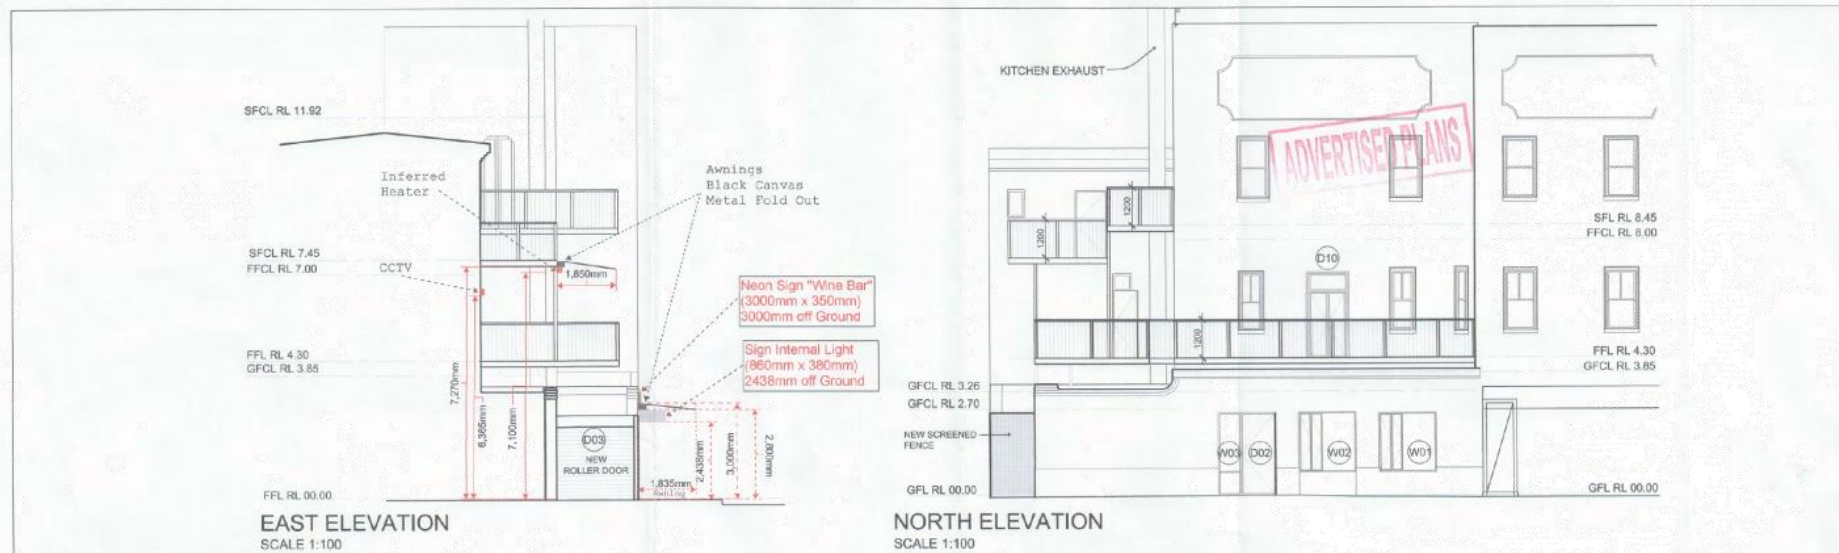 SFCL RL 11.92
Inferred
Heater
Awnings
Black Canvas
Metal Fold Out
SFCL RL 7.45
FFCL RL 7.00
CCTV
1,850mm
Neon Sign "Wine Bar"
(3000mm x 350mm)
3000mm off Ground
Sign Internal Light
(860mm x 380mm)
2438mm off Ground
FFL RL 4.30
GFCL RL 3.85
7,270mm
6,365mm
7,100mm
D03
NEW
ROLLER DOOR
2,438mm
3,000mm
2,800mm
1,835mm
Awning
FFL RL 00.00
EAST ELEVATION
SCALE 1:100
KITCHEN EXHAUST
ADVERTISED PLANS
1200
1200
SFL RL 8.45
FFCL RL 8.00
D10
1200
FFL RL 4.30
GFCL RL 3.85
GFCL RL 3.26
GFCL RL 2.70
NEW SCREENED
FENCE
W03 D02 W02 W01
GFL RL 00.00
GFL RL 00.00
NORTH ELEVATION
SCALE 1:100